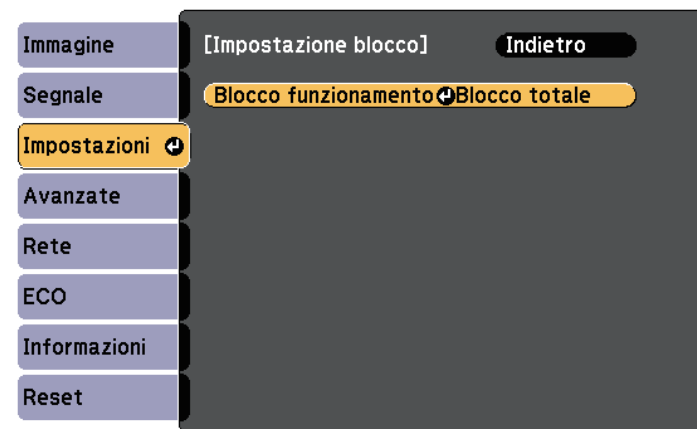 Immagine
Segnale
Impostazioni
Avanzate
Rete
ECO
Informazioni
Reset
[Impostazione blocco] Indietro
Blocco funzionamento Blocco totale